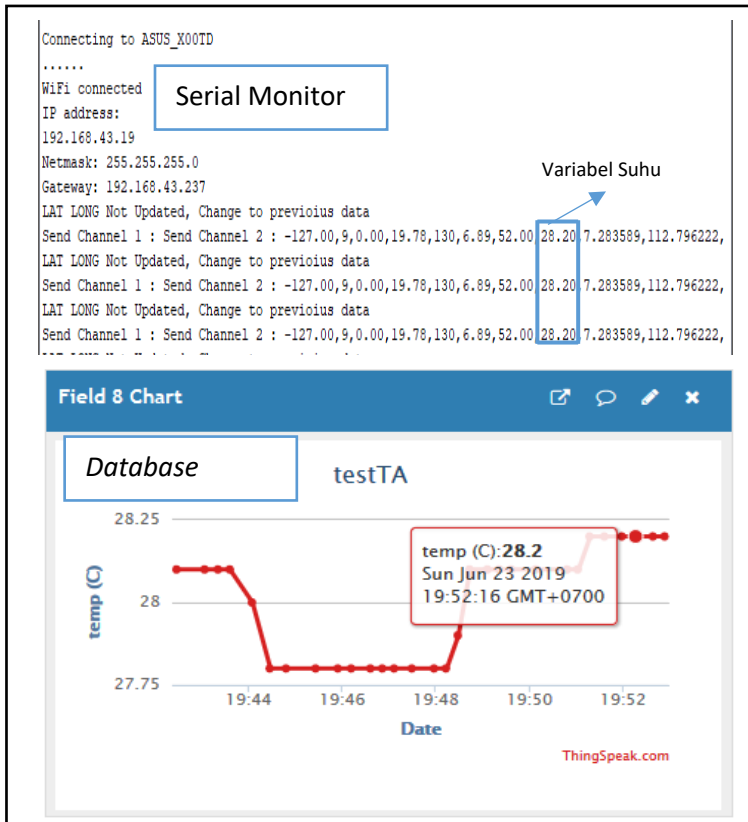 Connecting to ASUS_X00TD
......
WiFi connected
Serial Monitor
IP address:
192.168.43.19
Netmask: 255.255.255.0
Variabel Suhu
Gateway: 192.168.43.237
LAT LONG Not Updated, Change to previoius data
Send Channel 1 : Send Channel 2 : -127.00,9,0.00,19.78,130,6.89,52.00,28.20,7.283589,112.796222,
LAT LONG Not Updated, Change to previoius data
Send Channel 1 : Send Channel 2 : -127.00,9,0.00,19.78,130,6.89,52.00,28.20,7.283589,112.796222,
LAT LONG Not Updated, Change to previoius data
Send Channel 1 : Send Channel 2 : -127.00,9,0.00,19.78,130,6.89,52.00,28.20,7.283589,112.796222,
Field 8 Chart
Database
testTA
28.25
28
27.75
temp (C)
temp (C):28.2
Sun Jun 23 2019
19:52:16 GMT+0700
19:44 19:46 19:48 19:50 19:52
Date
ThingSpeak.com